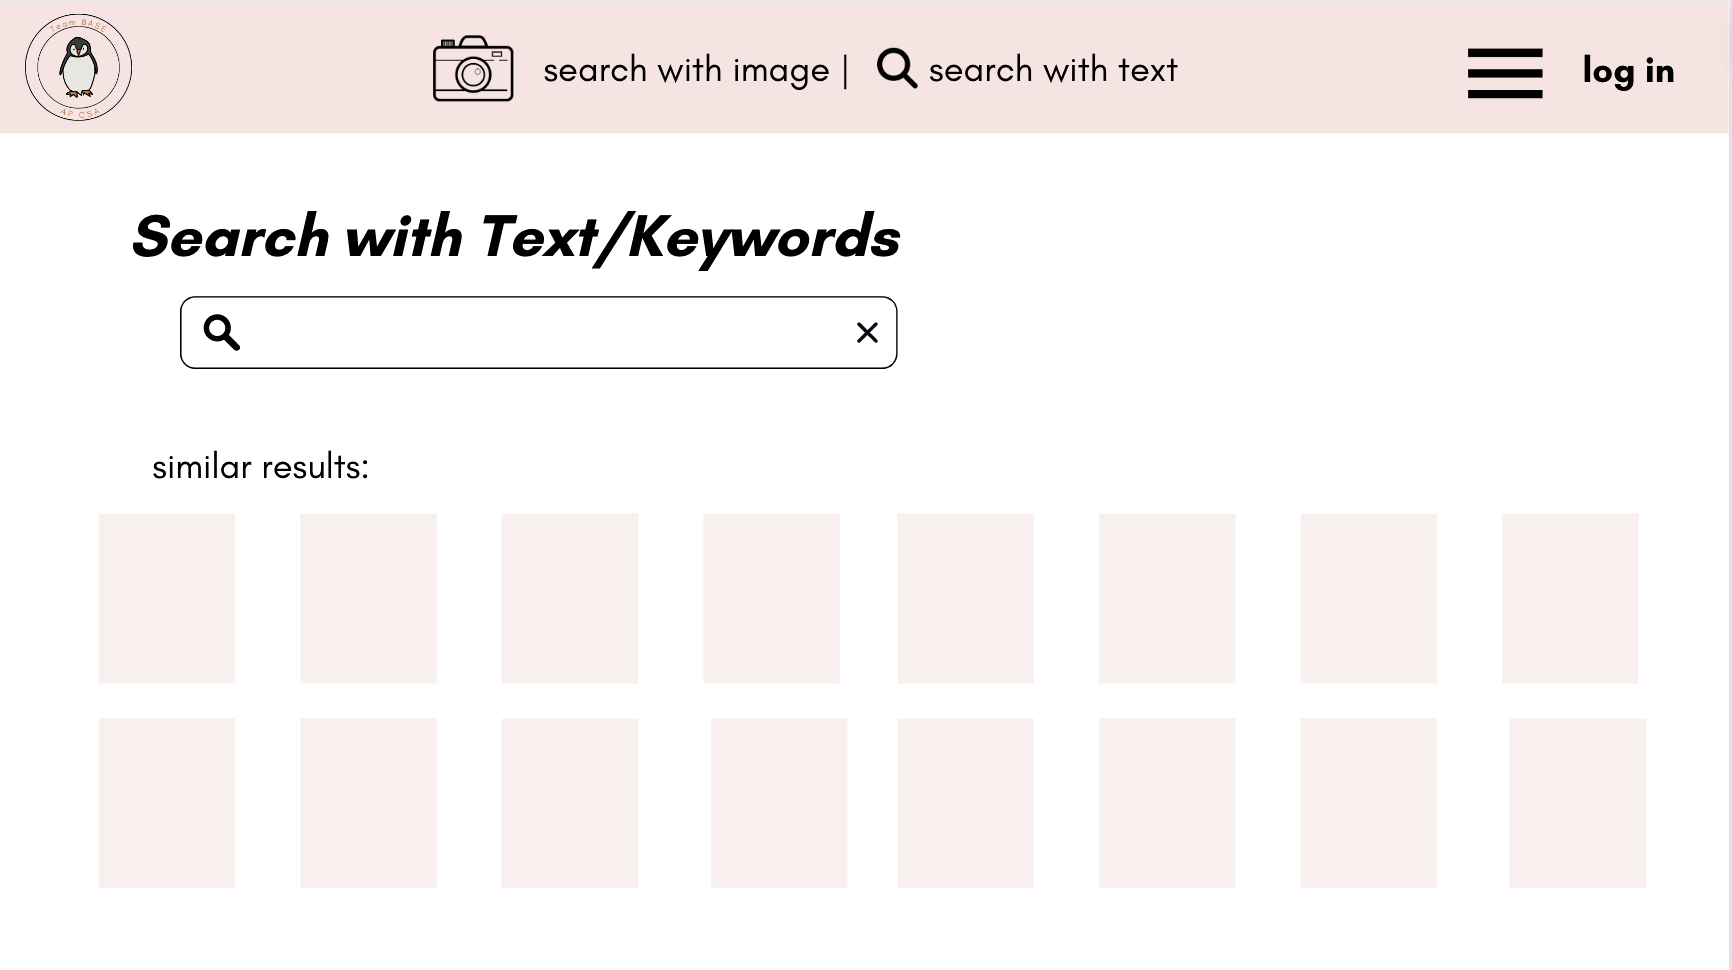 Team BASE
AP CSA
search with image | search with text
log in
Search with Text/Keywords
similar results: